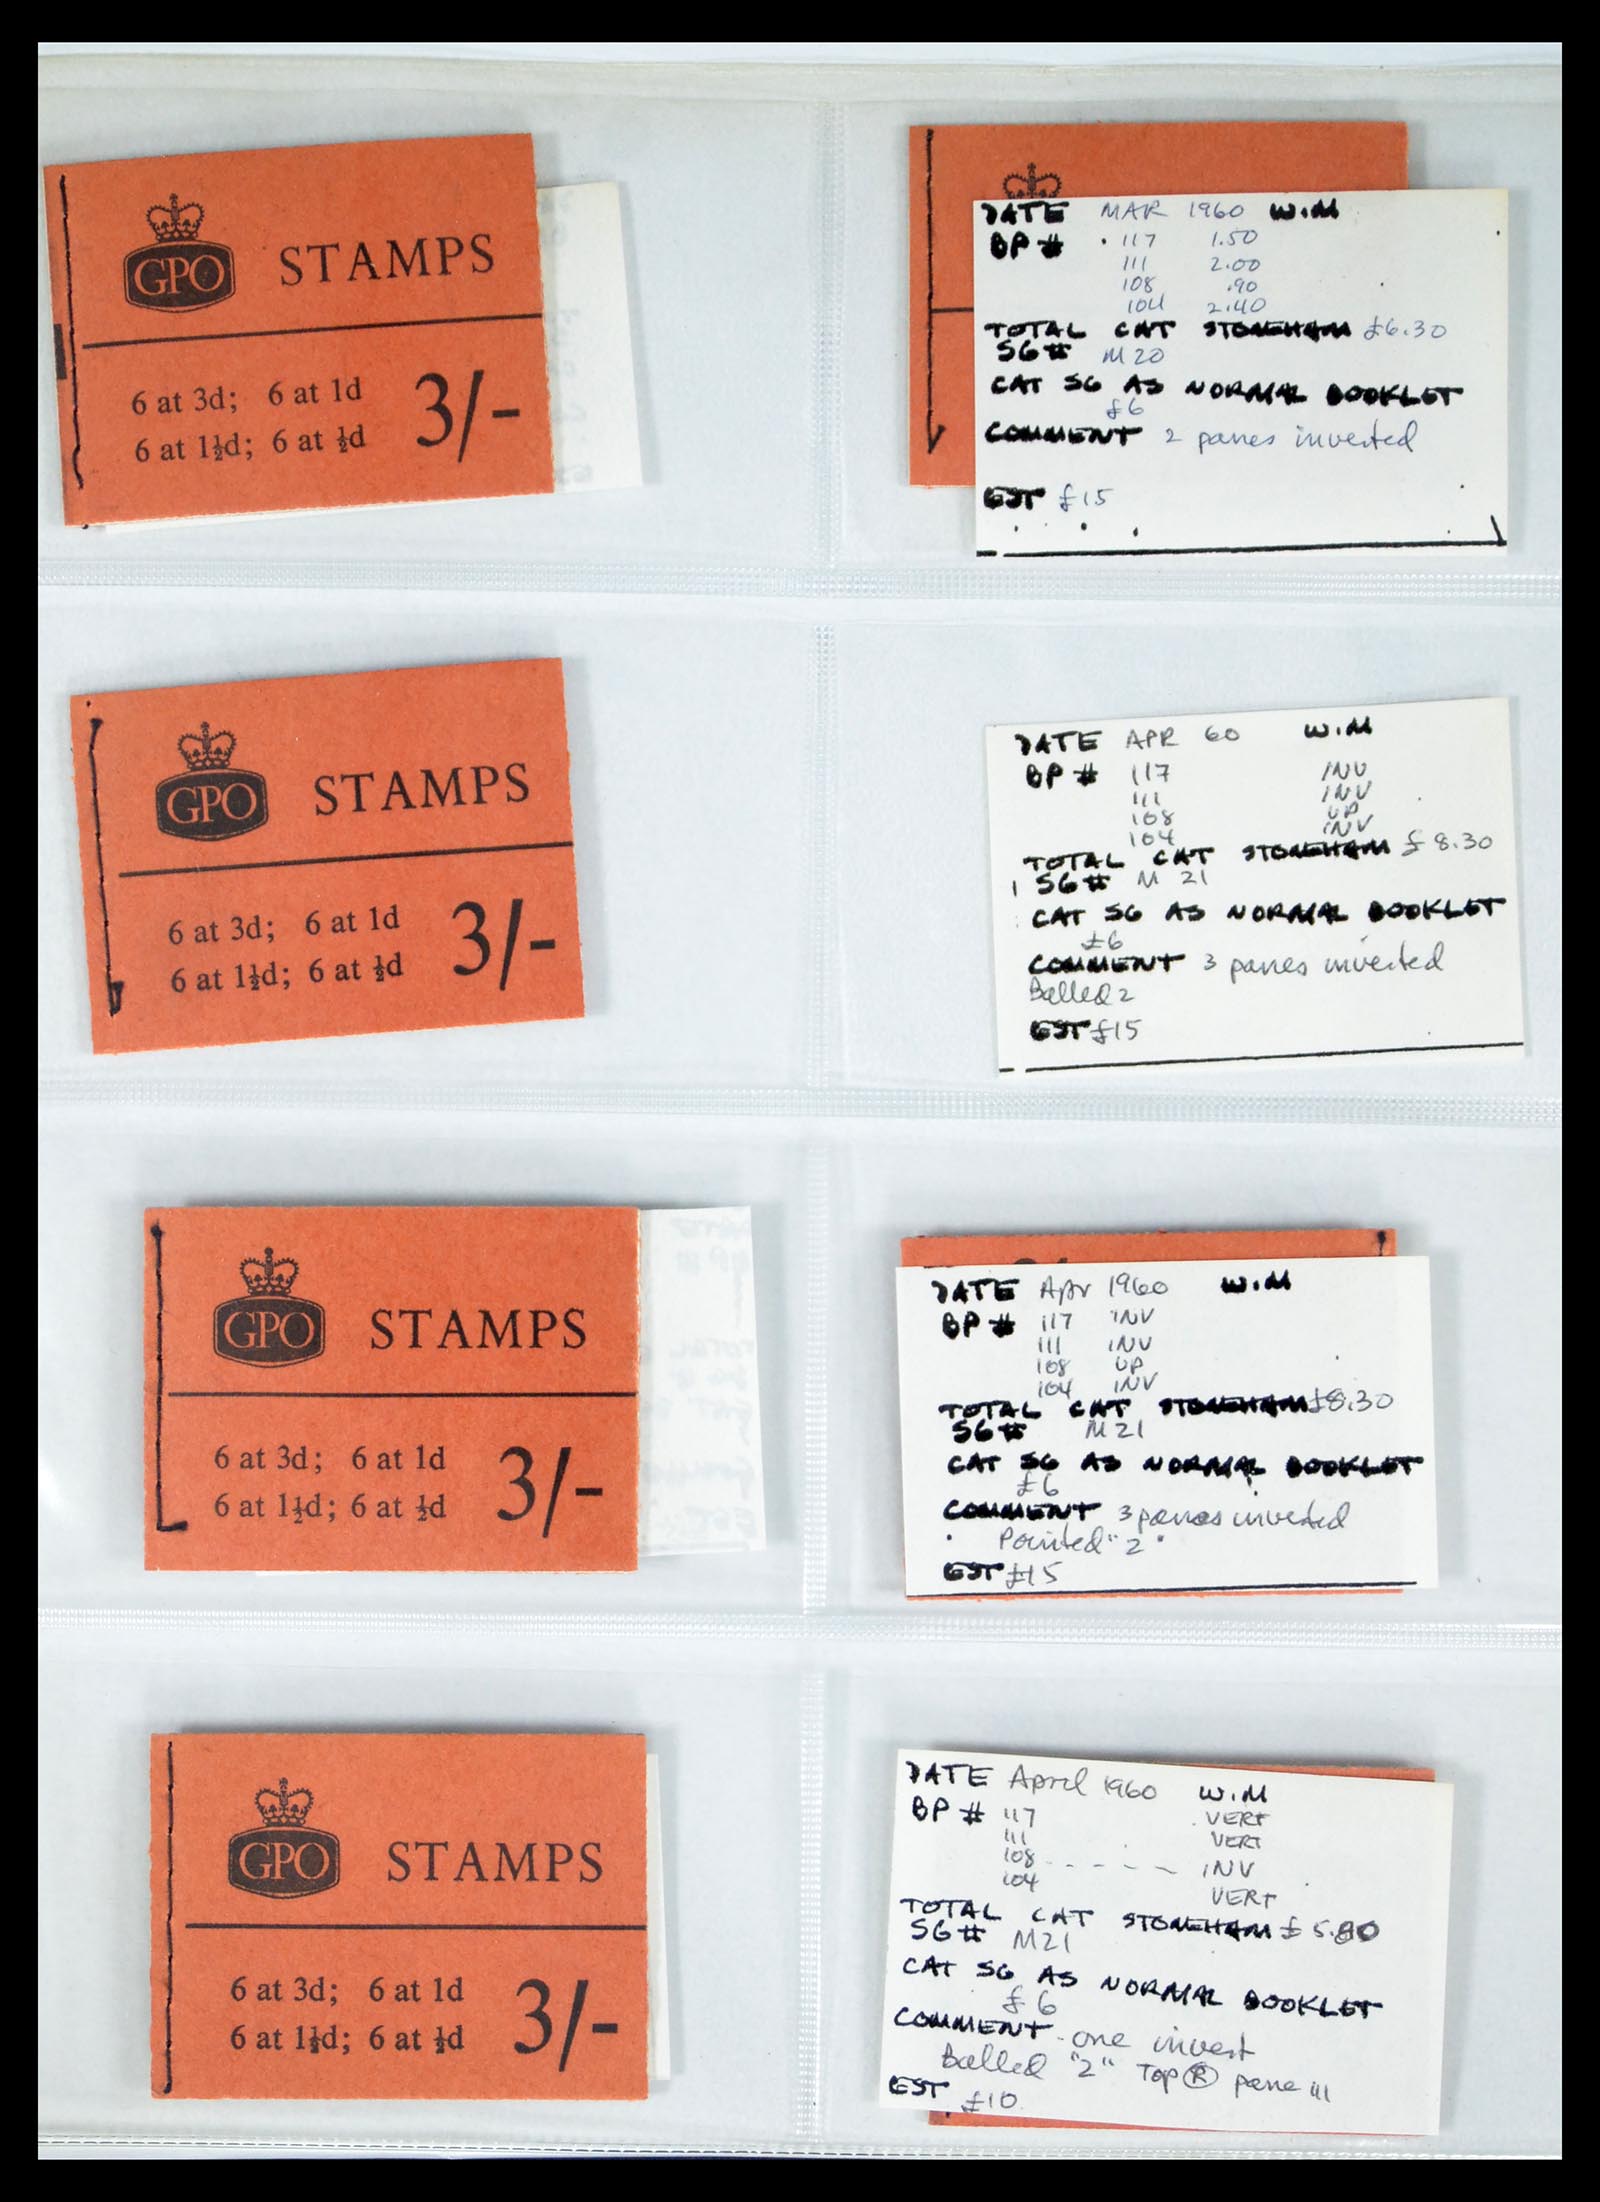 GPO STAMPS
6 at 3d; 6 at 1d
6 at 1½d; 6 at ½d
3/-
DATE MAR 1960 W.M
BP # 117 1.50
111 2.00
108 .90
104 2.40
TOTAL CAT STONEHAM £6.30
SG# M20
CAT SG AS NORMAL BOOKLET
£6
COMMENT 2 panes inverted
EST £15
GPO STAMPS
6 at 3d; 6 at 1d
6 at 1½d; 6 at ½d
3/-
DATE APR 60 W.M
BP # 117 INV
111 INV
108 UP
104 INV
TOTAL CAT STONEHAM £8.30
SG# M21
CAT SG AS NORMAL BOOKLET
£6
COMMENT 3 panes inverted
Balled 2
EST £15
GPO STAMPS
6 at 3d; 6 at 1d
6 at 1½d; 6 at ½d
3/-
DATE Apr 1960 W.M
BP # 117 INV
111 INV
108 UP
104 INV
TOTAL CAT STONEHAM £8.30
SG# M21
CAT SG AS NORMAL BOOKLET
£6
COMMENT 3 panes inverted
Pointed "2"
EST £15
GPO STAMPS
6 at 3d; 6 at 1d
6 at 1½d; 6 at ½d
3/-
DATE April 1960 W.M
BP # 117 VERT
111 VERT
108 - - - - INV
104 VERT
TOTAL CAT STONEHAM £5.80
SG# M21
CAT SG AS NORMAL BOOKLET
£6
COMMENT - one invert
Balled "2" Top Ⓡ pane 111
EST £10